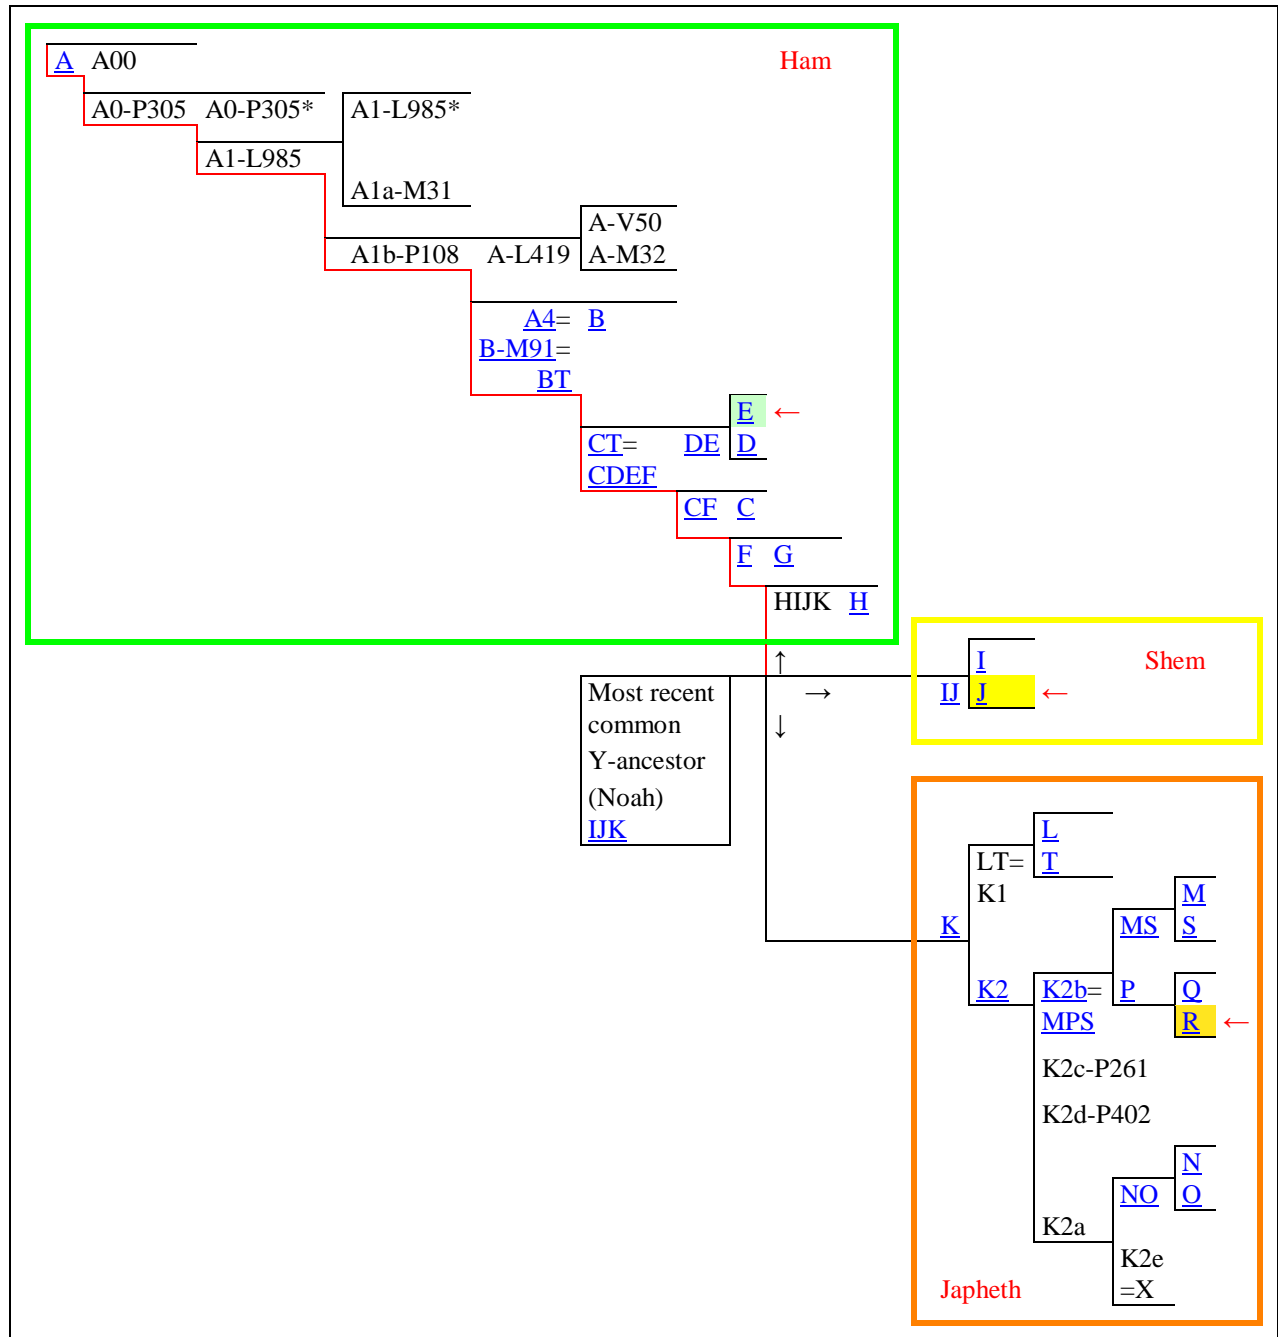 A A00 Ham
A0-P305 A0-P305* A1-L985*
A1-L985
A1a-M31
A-V50
A1b-P108 A-L419 A-M32
A4= B
B-M91=
BT
E ←
CT= DE D
CDEF
CF C
F G
HIJK H
↑ I Shem
Most recent → IJ J ←
common ↓
Y-ancestor
(Noah)
IJK L
LT= T
K1
M
K MS S
K2 K2b= P Q
MPS R ←
K2c-P261
K2d-P402
N
NO O
K2a
K2e
Japheth =X